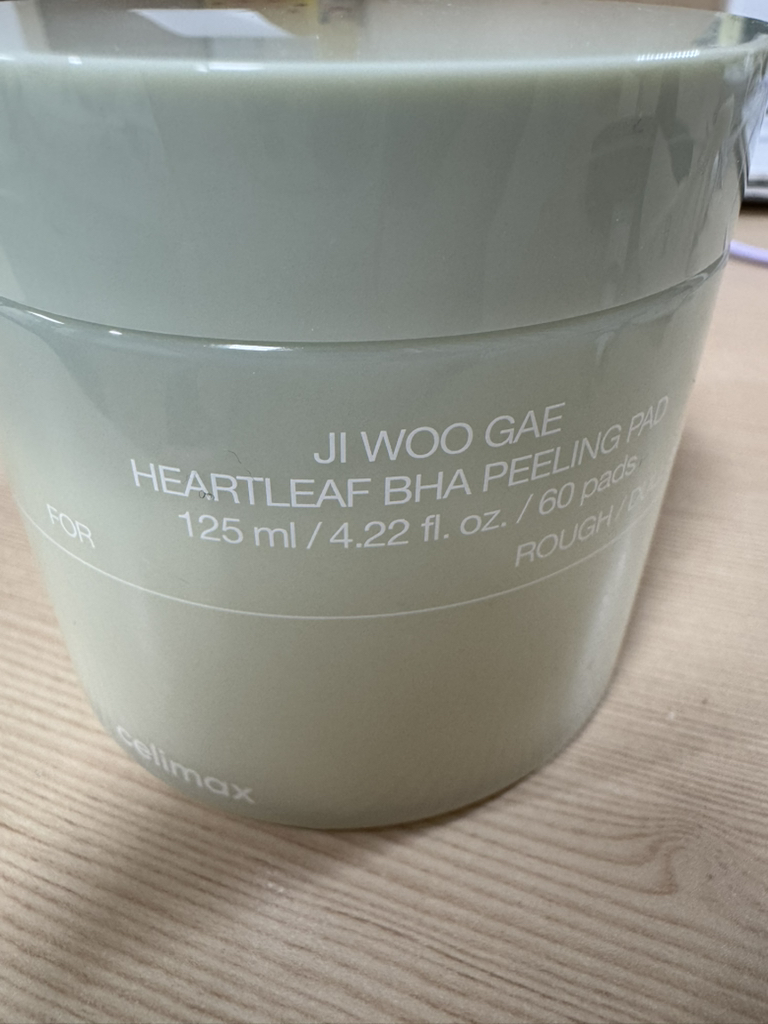 JI WOO GAE
HEARTLEAF BHA PEELING PAD
125 ml / 4.22 fl. oz. / 60 pads
FOR
ROUGH /
celimax